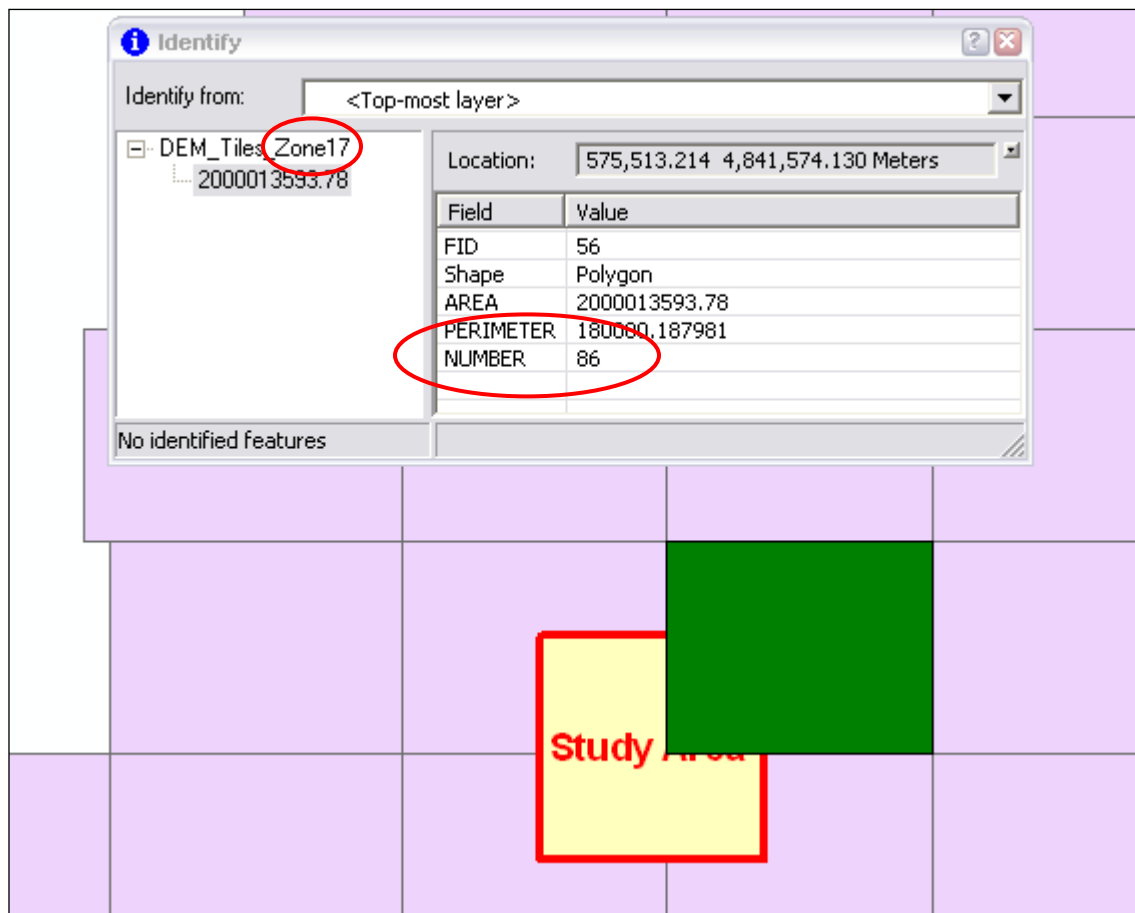 Identify
Identify from: <Top-most layer>
DEM_Tiles_Zone17
2000013593.78
Location: 575,513.214 4,841,574.130 Meters
Field Value
FID 56
Shape Polygon
AREA 2000013593.78
PERIMETER 180000.187981
NUMBER 86
No identified features
Study Area